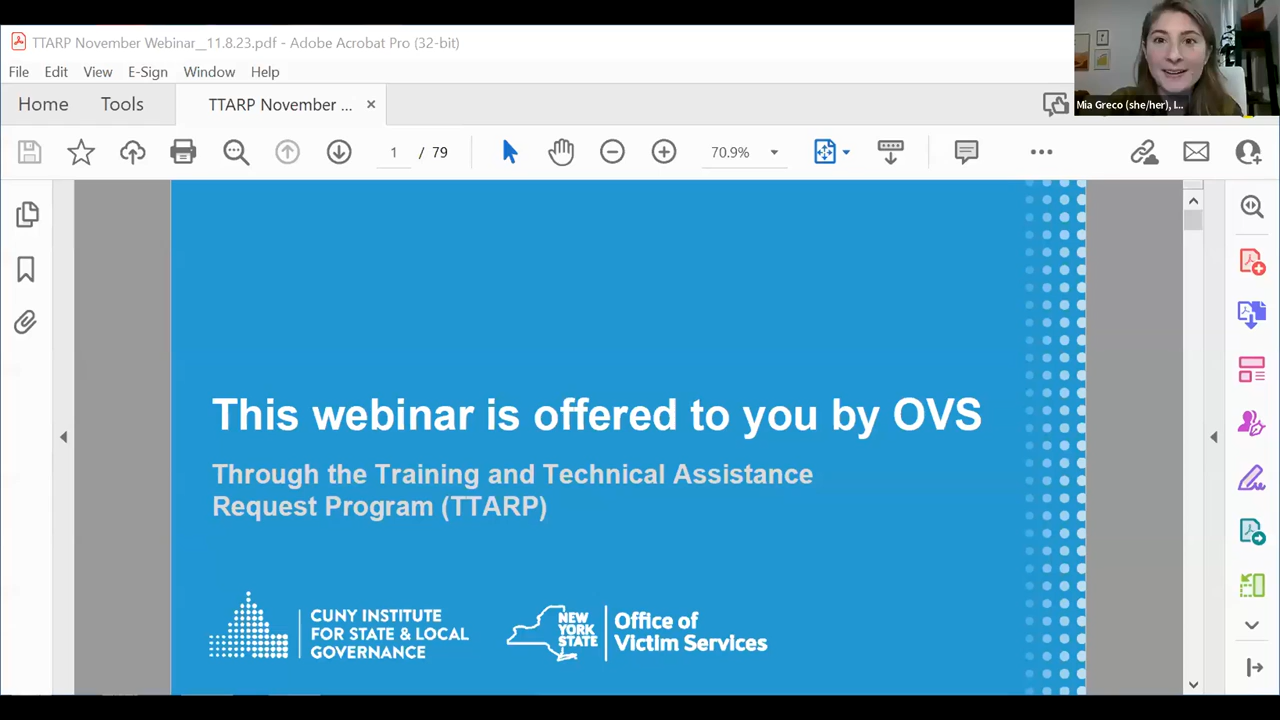 TTARP November Webinar__11.8.23.pdf - Adobe Acrobat Pro (32-bit)
File Edit View E-Sign Window Help
Home Tools TTARP November ... ×
Mia Greco (she/her), I...
1 / 79 70.9%
This webinar is offered to you by OVS
Through the Training and Technical Assistance
Request Program (TTARP)
CUNY INSTITUTE
FOR STATE & LOCAL
GOVERNANCE
NEW
YORK
STATE
Office of
Victim Services